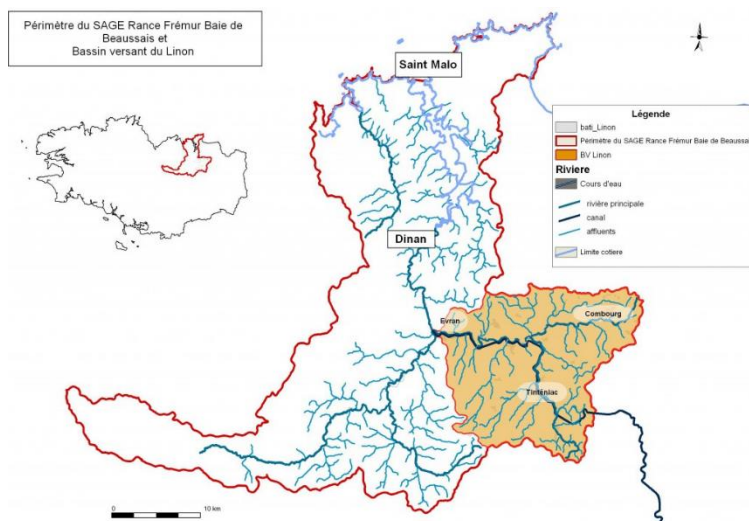 Périmètre du SAGE Rance Frémur Baie de
Beaussais et
Bassin versant du Linon
Saint Malo
Légende
bati_Linon
Périmètre du SAGE Rance Frémur Baie de Beaussai
BV Linon
Riviere
Cours d'eau
rivière principale
canal
affluents
Limite cotiere
Dinan
Evran
Combourg
Tinténiac
0
10 km